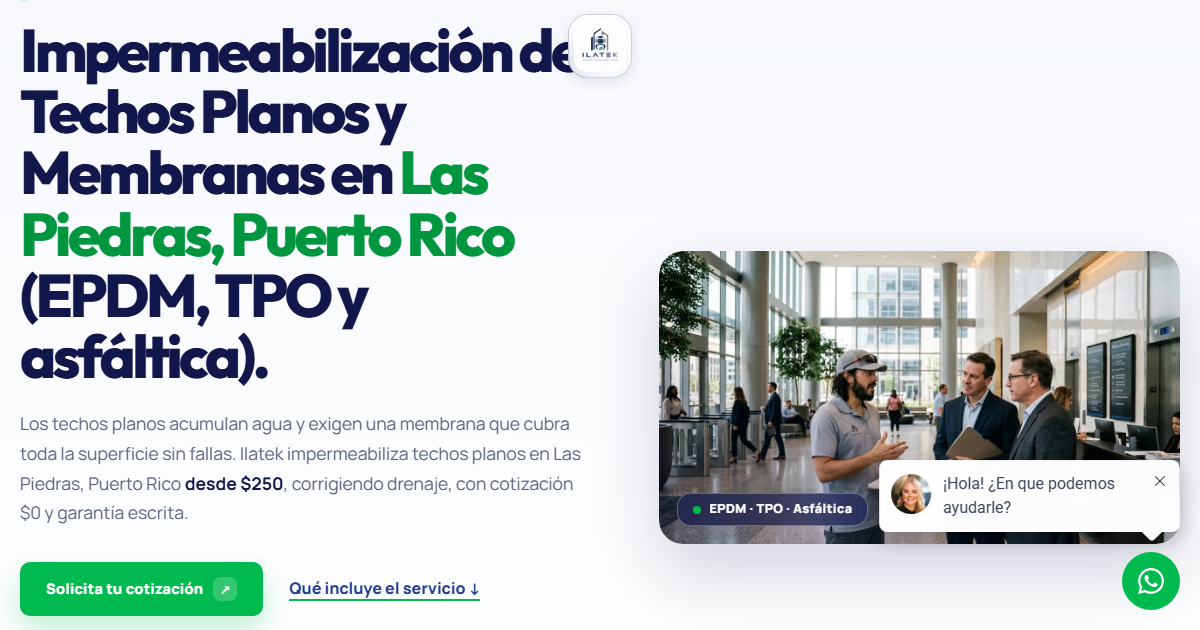 Impermeabilización de
Techos Planos y
Membranas en Las
Piedras, Puerto Rico
(EPDM, TPO y
asfáltica).
ILATEK
Los techos planos acumulan agua y exigen una membrana que cubra
toda la superficie sin fallas. Ilatek impermeabiliza techos planos en Las
Piedras, Puerto Rico desde $250, corrigiendo drenaje, con cotización
$0 y garantía escrita.
Solicita tu cotización ↗
Qué incluye el servicio ↓
EPDM · TPO · Asfáltica
¡Hola! ¿En que podemos
ayudarle?